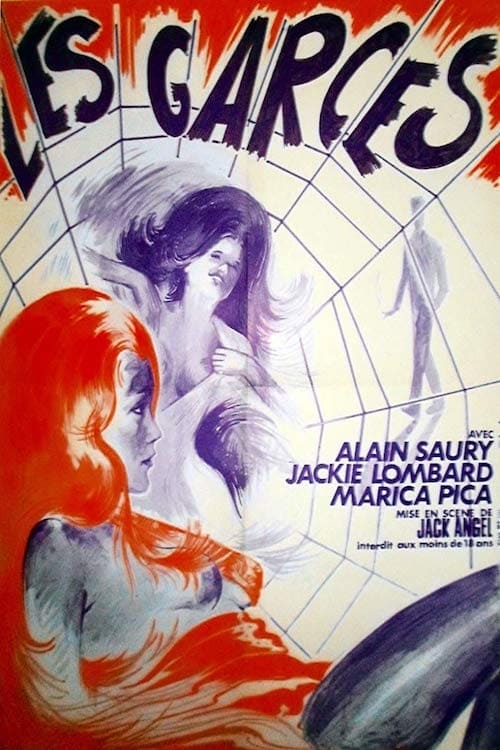 LES GARCES
AVEC
ALAIN SAURY
JACKIE LOMBARD
MARICA PICA
MISE EN SCENE DE
JACK ANGEL
interdit aux moins de 18 ans